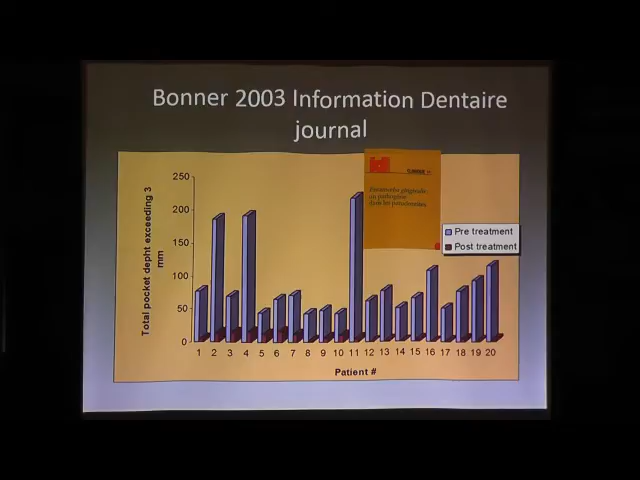 Bonner 2003 Information Dentaire
journal
Total pocket depht exceeding 3
mm
250
200
150
100
50
0
1 2 3 4 5 6 7 8 9 10 11 12 13 14 15 16 17 18 19 20
Patient #
Pre treatment
Post treatment